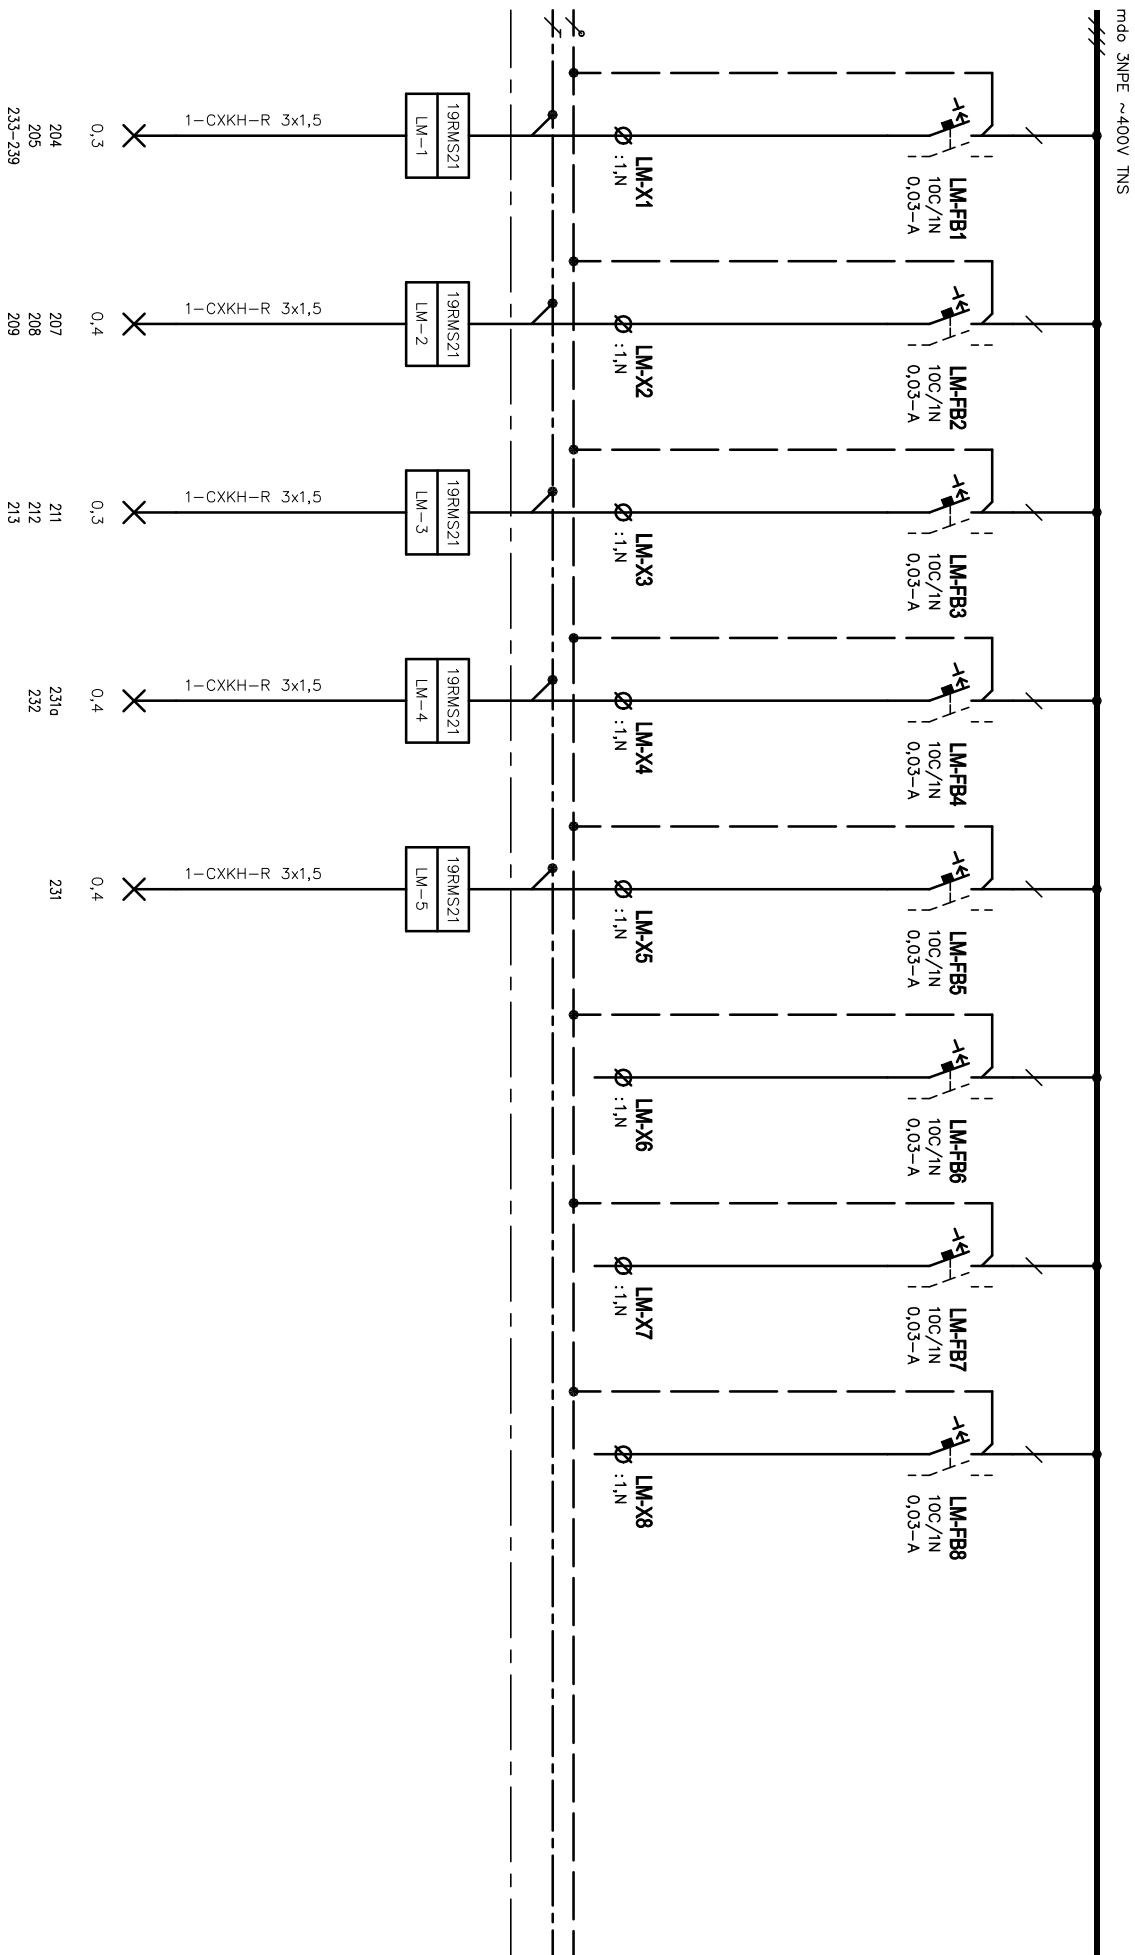 mdo 3NPE ~400V TNS
LM-FB1
10C/1N
0,03-A
LM-X1
:1,N
19RMS21
LM-1
1-CXKH-R 3x1,5
0,3
204
205
233-239
LM-FB2
10C/1N
0,03-A
LM-X2
:1,N
19RMS21
LM-2
1-CXKH-R 3x1,5
0,4
207
208
209
LM-FB3
10C/1N
0,03-A
LM-X3
:1,N
19RMS21
LM-3
1-CXKH-R 3x1,5
0,3
211
212
213
LM-FB4
10C/1N
0,03-A
LM-X4
:1,N
19RMS21
LM-4
1-CXKH-R 3x1,5
0,4
231a
232
LM-FB5
10C/1N
0,03-A
LM-X5
:1,N
19RMS21
LM-5
1-CXKH-R 3x1,5
0,4
231
LM-FB6
10C/1N
0,03-A
LM-X6
:1,N
LM-FB7
10C/1N
0,03-A
LM-X7
:1,N
LM-FB8
10C/1N
0,03-A
LM-X8
:1,N